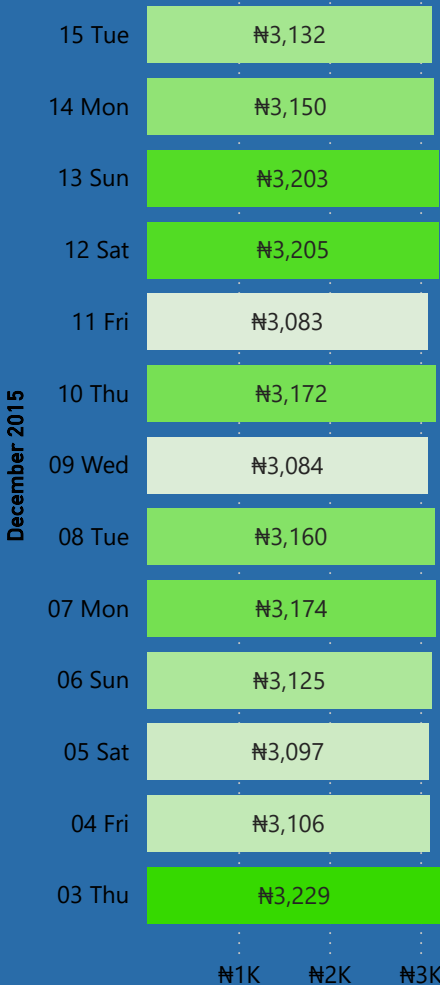 15 Tue ₦3,132
14 Mon ₦3,150
13 Sun ₦3,203
12 Sat ₦3,205
11 Fri ₦3,083
10 Thu ₦3,172
09 Wed ₦3,084
08 Tue ₦3,160
07 Mon ₦3,174
06 Sun ₦3,125
05 Sat ₦3,097
04 Fri ₦3,106
03 Thu ₦3,229
December 2015
₦1K ₦2K ₦3K